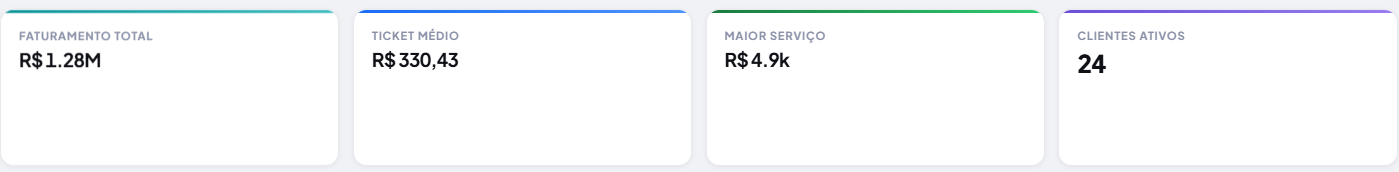 FATURAMENTO TOTAL
R$ 1.28M
TICKET MÉDIO
R$ 330,43
MAIOR SERVIÇO
R$ 4.9k
CLIENTES ATIVOS
24